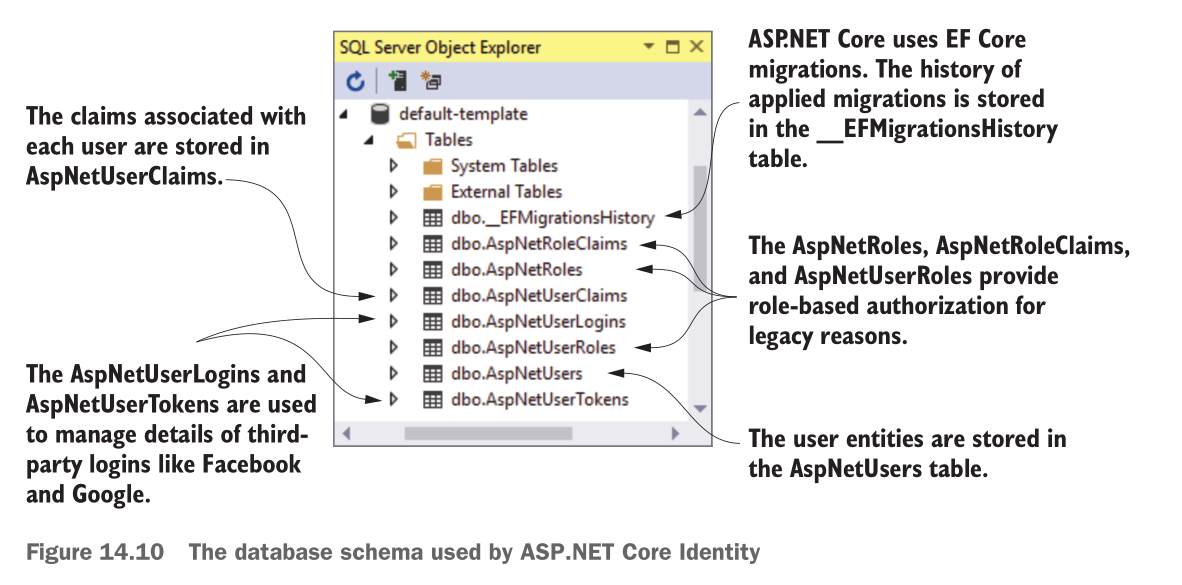 The claims associated with
each user are stored in
AspNetUserClaims.
The AspNetUserLogins and
AspNetUserTokens are used
to manage details of third-
party logins like Facebook
and Google.
SQL Server Object Explorer
default-template
Tables
System Tables
External Tables
dbo.__EFMigrationsHistory
dbo.AspNetRoleClaims
dbo.AspNetRoles
dbo.AspNetUserClaims
dbo.AspNetUserLogins
dbo.AspNetUserRoles
dbo.AspNetUsers
dbo.AspNetUserTokens
ASP.NET Core uses EF Core
migrations. The history of
applied migrations is stored
in the __EFMigrationsHistory
table.
The AspNetRoles, AspNetRoleClaims,
and AspNetUserRoles provide
role-based authorization for
legacy reasons.
The user entities are stored in
the AspNetUsers table.
Figure 14.10 The database schema used by ASP.NET Core Identity